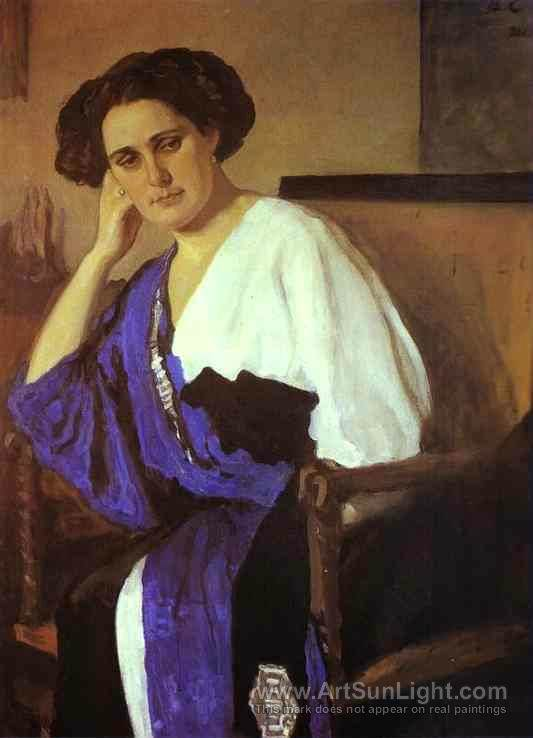 www.ArtSunLight.com
This mark does not appear on real paintings